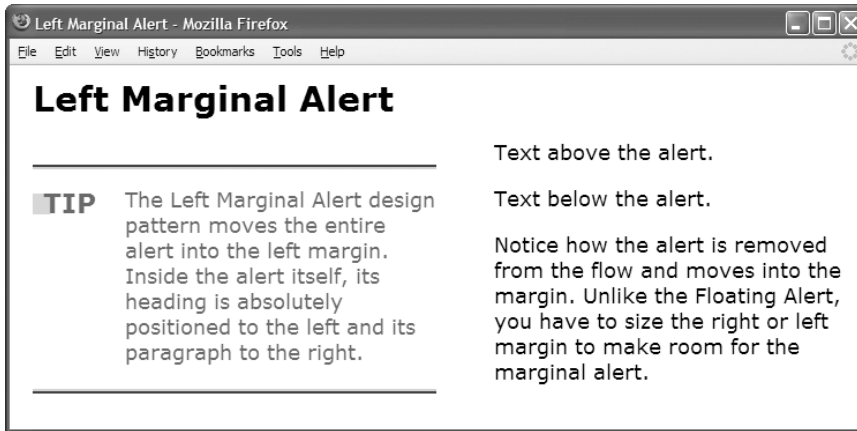 Left Marginal Alert - Mozilla Firefox
File Edit View History Bookmarks Tools Help
Left Marginal Alert
TIP
The Left Marginal Alert design
pattern moves the entire
alert into the left margin.
Inside the alert itself, its
heading is absolutely
positioned to the left and its
paragraph to the right.
Text above the alert.
Text below the alert.
Notice how the alert is removed
from the flow and moves into the
margin. Unlike the Floating Alert,
you have to size the right or left
margin to make room for the
marginal alert.